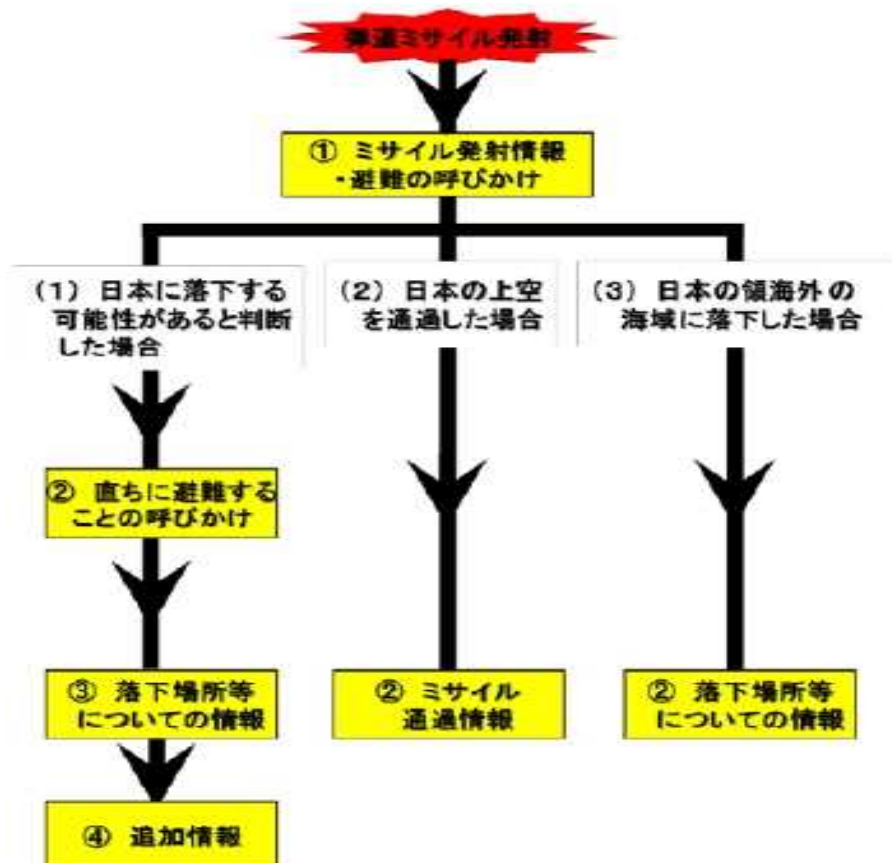 弾道ミサイル発射
① ミサイル発射情報
・避難の呼びかけ
(1) 日本に落下する
可能性があると判断
した場合
(2) 日本の上空
を通過した場合
(3) 日本の領海外の
海域に落下した場合
② 直ちに避難する
ことの呼びかけ
③ 落下場所等
についての情報
② ミサイル
通過情報
② 落下場所等
についての情報
④ 追加情報